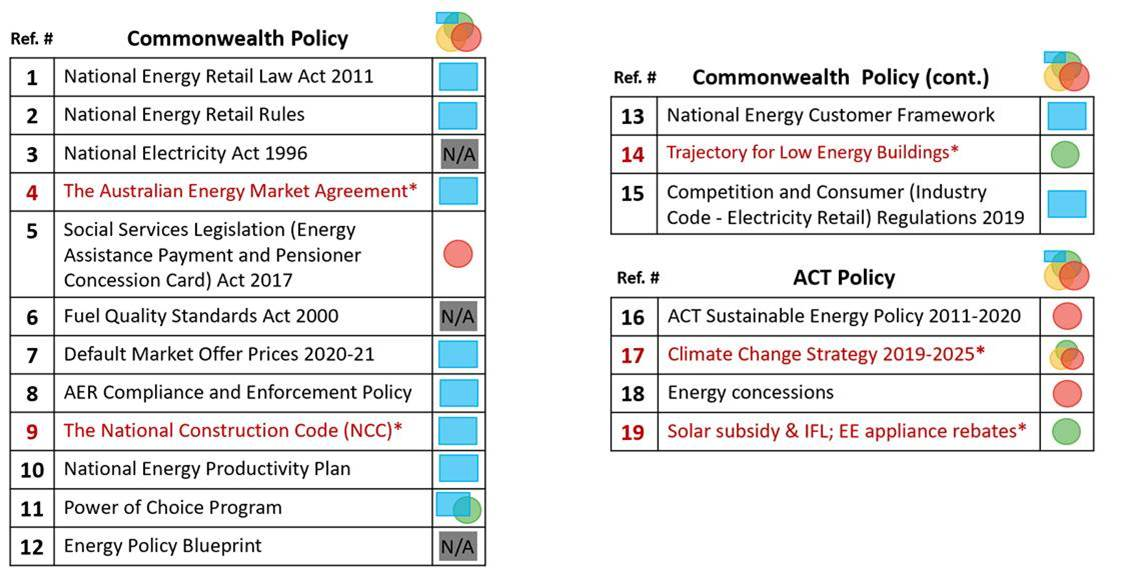 Ref. # Commonwealth Policy
1 National Energy Retail Law Act 2011
2 National Energy Retail Rules
3 National Electricity Act 1996 N/A
4 The Australian Energy Market Agreement*
5 Social Services Legislation (Energy
Assistance Payment and Pensioner
Concession Card) Act 2017
6 Fuel Quality Standards Act 2000 N/A
7 Default Market Offer Prices 2020-21
8 AER Compliance and Enforcement Policy
9 The National Construction Code (NCC)*
10 National Energy Productivity Plan
11 Power of Choice Program
12 Energy Policy Blueprint N/A
Ref. # Commonwealth Policy (cont.)
13 National Energy Customer Framework
14 Trajectory for Low Energy Buildings*
15 Competition and Consumer (Industry
Code - Electricity Retail) Regulations 2019
Ref. # ACT Policy
16 ACT Sustainable Energy Policy 2011-2020
17 Climate Change Strategy 2019-2025*
18 Energy concessions
19 Solar subsidy & IFL; EE appliance rebates*